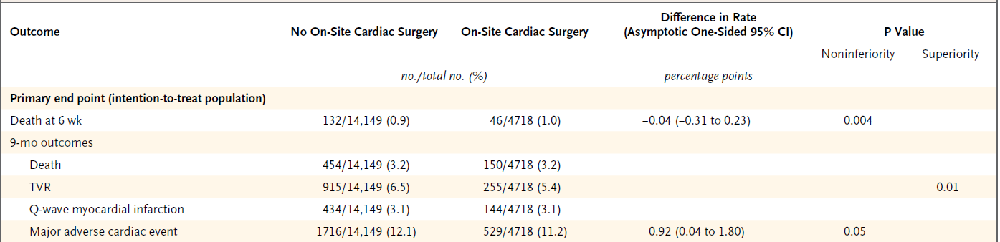 Difference in Rate
Outcome No On-Site Cardiac Surgery On-Site Cardiac Surgery (Asymptotic One-Sided 95% CI) P Value
Noninferiority Superiority
no./total no. (%) percentage points
Primary end point (intention-to-treat population)
Death at 6 wk 132/14,149 (0.9) 46/4718 (1.0) –0.04 (–0.31 to 0.23) 0.004
9-mo outcomes
Death 454/14,149 (3.2) 150/4718 (3.2)
TVR 915/14,149 (6.5) 255/4718 (5.4) 0.01
Q-wave myocardial infarction 434/14,149 (3.1) 144/4718 (3.1)
Major adverse cardiac event 1716/14,149 (12.1) 529/4718 (11.2) 0.92 (0.04 to 1.80) 0.05